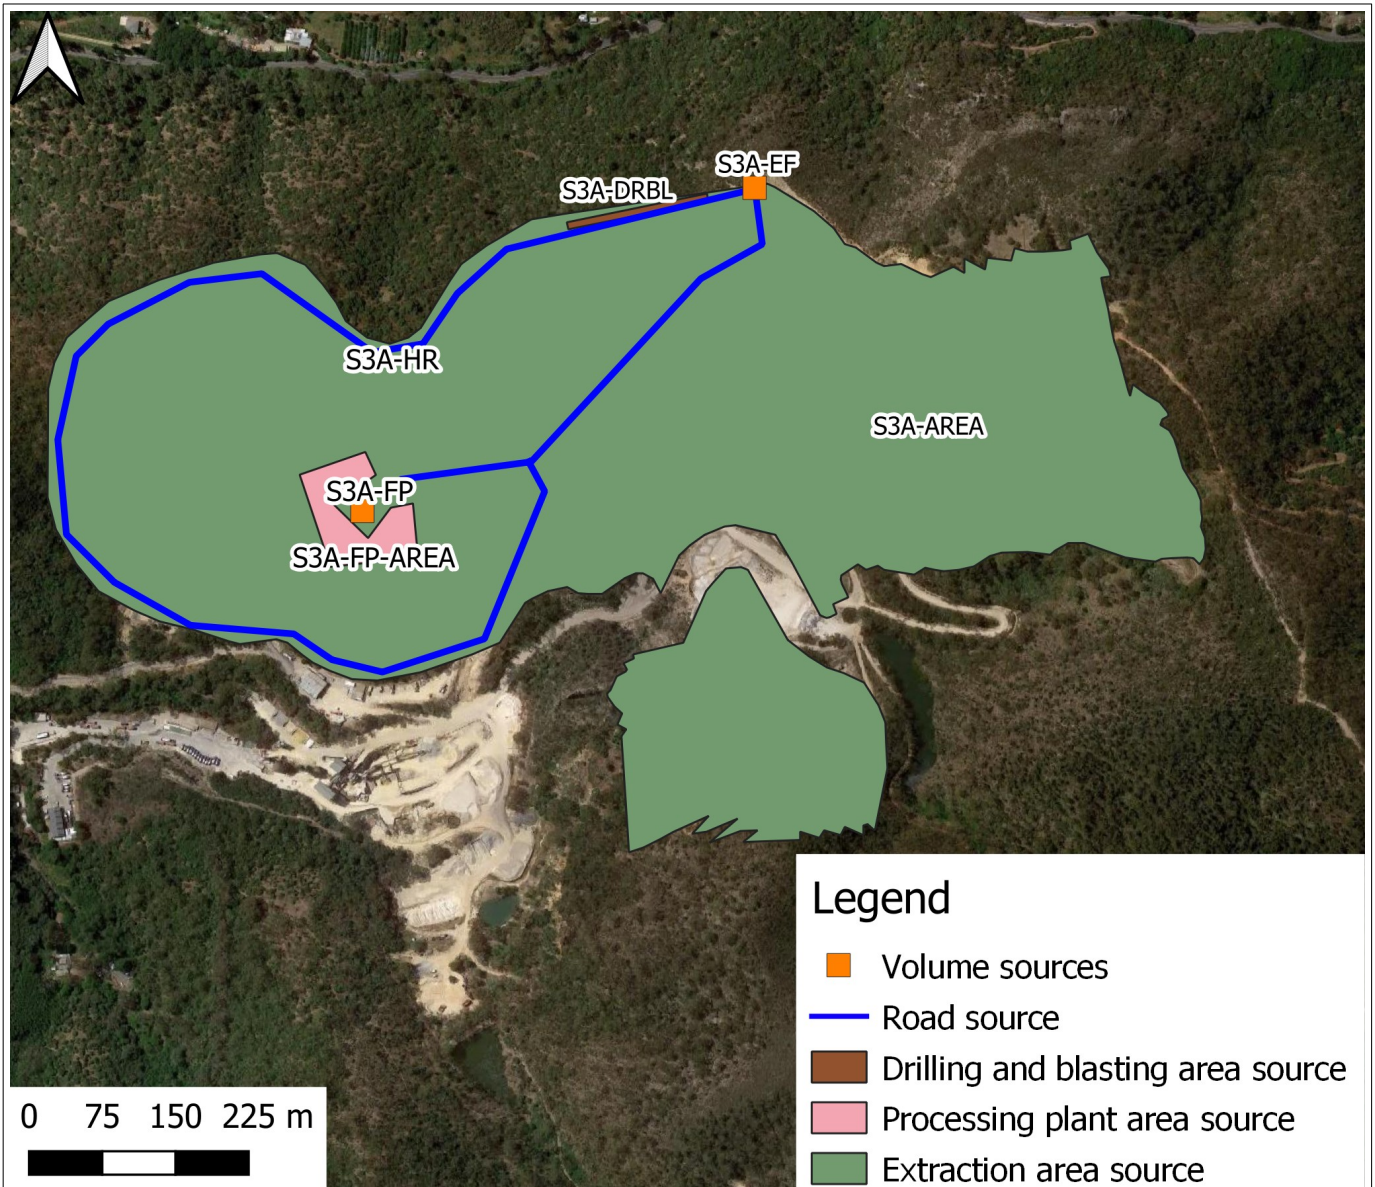 S3A-EF
S3A-DRBL
S3A-HR
S3A-AREA
S3A-FP
S3A-FP-AREA
Legend
Volume sources
Road source
Drilling and blasting area source
Processing plant area source
Extraction area source
0 75 150 225 m